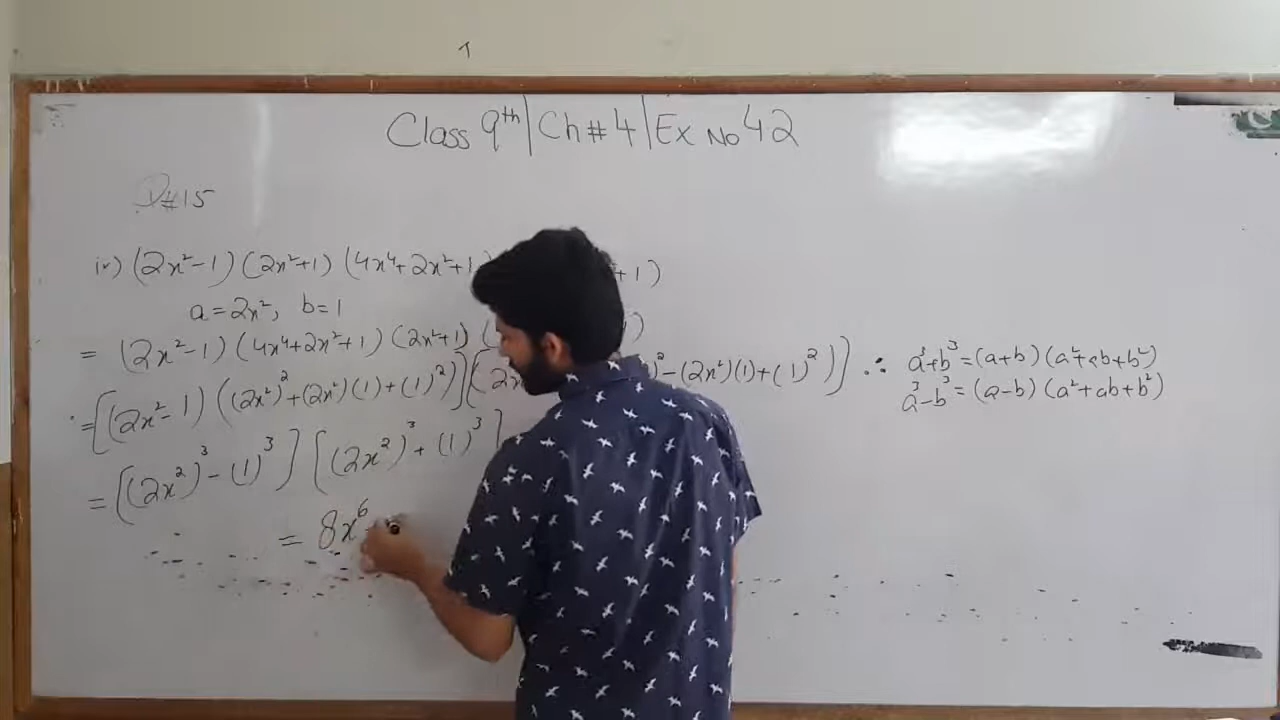 Class 9th | Ch # 4 | Ex No 42
Q#15
iv) (2x²-1) (2x²+1) (4x⁴+2x²+1 +1)
a = 2x², b = 1
= (2x²-1) (4x⁴+2x²+1) (2x²+1) ( )
= [(2x²-1) ((2x²)²+(2x²)(1)+(1)²)] [(2x ²-(2x²)(1)+(1)²)] ∴ a³+b³ = (a+b) (a²+ab+b²)
a³-b³ = (a-b) (a²+ab+b²)
= [(2x²)³-(1)³] [(2x²)³+(1)³]
= 8x⁶